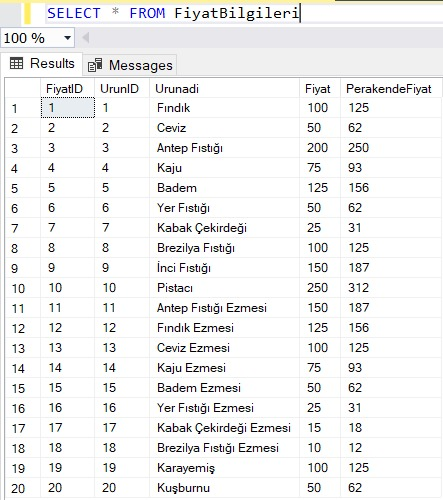 SELECT * FROM FiyatBilgileri
100 %
Results Messages
FiyatID UrunID Urunadi Fiyat PerakendeFiyat
1 1 1 Fındık 100 125
2 2 2 Ceviz 50 62
3 3 3 Antep Fıstığı 200 250
4 4 4 Kaju 75 93
5 5 5 Badem 125 156
6 6 6 Yer Fıstığı 50 62
7 7 7 Kabak Çekirdeği 25 31
8 8 8 Brezilya Fıstığı 100 125
9 9 9 İnci Fıstığı 150 187
10 10 10 Pistacı 250 312
11 11 11 Antep Fıstığı Ezmesi 150 187
12 12 12 Fındık Ezmesi 125 156
13 13 13 Ceviz Ezmesi 100 125
14 14 14 Kaju Ezmesi 75 93
15 15 15 Badem Ezmesi 50 62
16 16 16 Yer Fıstığı Ezmesi 25 31
17 17 17 Kabak Çekirdeği Ezmesi 15 18
18 18 18 Brezilya Fıstığı Ezmesi 10 12
19 19 19 Karayemiş 100 125
20 20 20 Kuşburnu 50 62